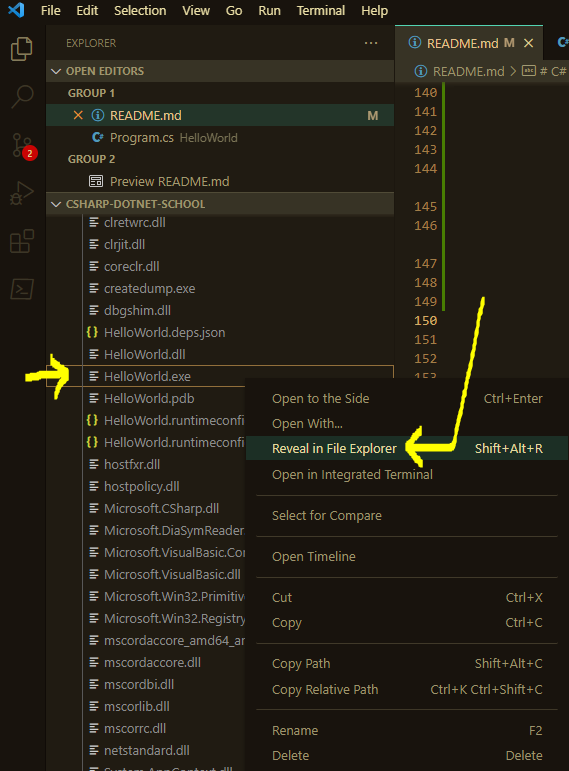 File Edit Selection View Go Run Terminal Help
EXPLORER ...
README.md M
C#
README.md > abc # C#
OPEN EDITORS
GROUP 1
README.md M
C# Program.cs HelloWorld
GROUP 2
Preview README.md
2
CSHARP-DOTNET-SCHOOL
clretwrc.dll
clrjit.dll
coreclr.dll
createdump.exe
dbgshim.dll
{} HelloWorld.deps.json
HelloWorld.dll
HelloWorld.exe
HelloWorld.pdb
{} HelloWorld.runtimeconfi
{} HelloWorld.runtimeconfi
hostfxr.dll
hostpolicy.dll
Microsoft.CSharp.dll
Microsoft.DiaSymReader
Microsoft.VisualBasic.Co
Microsoft.VisualBasic.dll
Microsoft.Win32.Primitiv
Microsoft.Win32.Registry
mscordaccore_amd64_a
mscordaccore.dll
mscordbi.dll
mscorlib.dll
mscorrc.dll
netstandard.dll
System.AppContext.dll
140
141
142
143
144
145
146
147
148
149
150
151
152
153
Open to the Side Ctrl+Enter
Open With...
Reveal in File Explorer Shift+Alt+R
Open in Integrated Terminal
Select for Compare
Open Timeline
Cut Ctrl+X
Copy Ctrl+C
Copy Path Shift+Alt+C
Copy Relative Path Ctrl+K Ctrl+Shift+C
Rename F2
Delete Delete